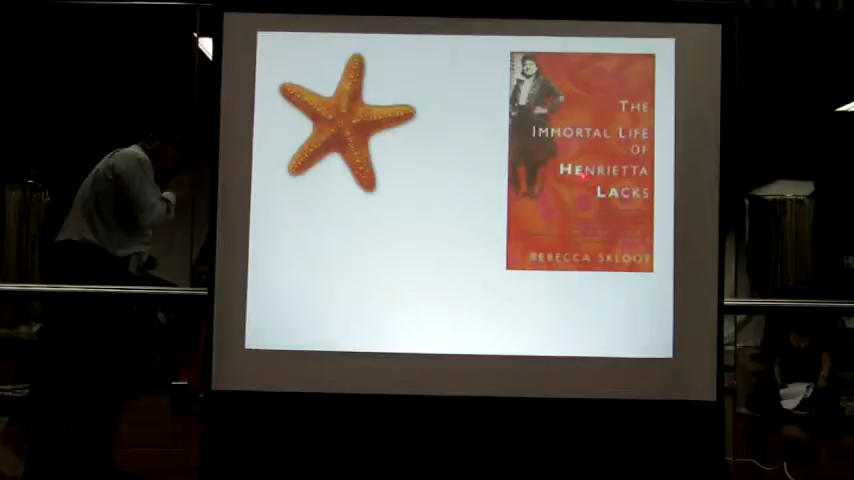 THE
IMMORTAL LIFE
OF
HENRIETTA
LACKS
REBECCA SKLOOT